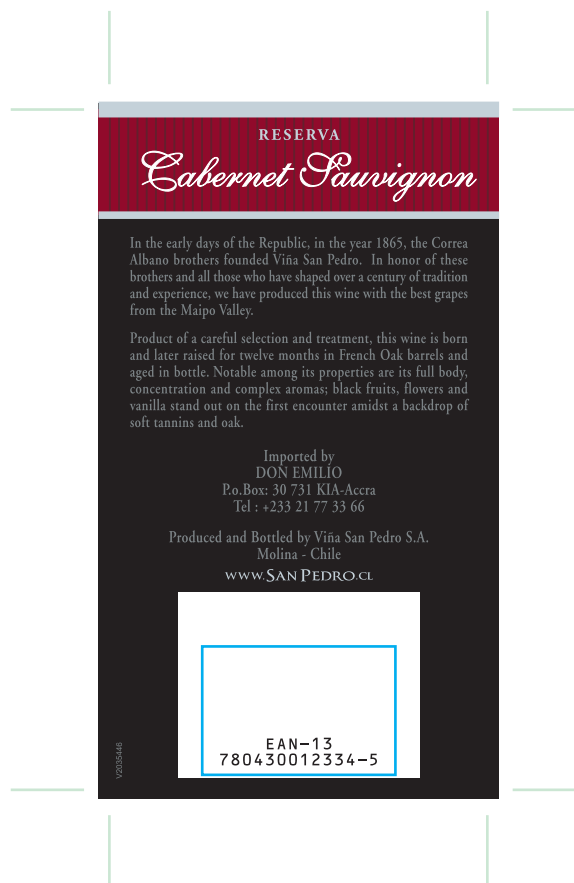 RESERVA
Cabernet Sauvignon
In the early days of the Republic, in the year 1865, the Correa
Albano brothers founded Viña San Pedro. In honor of these
brothers and all those who have shaped over a century of tradition
and experience, we have produced this wine with the best grapes
from the Maipo Valley.
Product of a careful selection and treatment, this wine is born
and later raised for twelve months in French Oak barrels and
aged in bottle. Notable among its properties are its full body,
concentration and complex aromas; black fruits, flowers and
vanilla stand out on the first encounter amidst a backdrop of
soft tannins and oak.
Imported by
DON EMILIO
P.o.Box: 30 731 KIA-Accra
Tel : +233 21 77 33 66
Produced and Bottled by Viña San Pedro S.A.
Molina - Chile
WWW.SAN PEDRO.CL
EAN-13
780430012334-5
V2035446